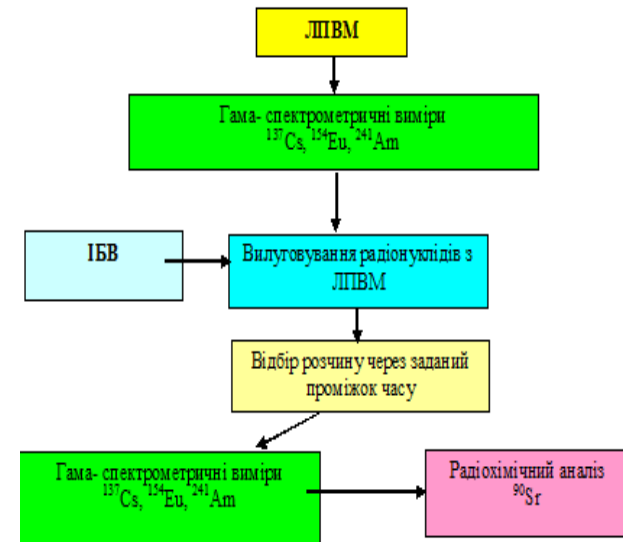 ЛПВМ
Гама- спектрометричні виміри
¹³⁷Cs, ¹⁵⁴Eu, ²⁴¹Am
ІБВ
Вилуговування радіонуклідів з
ЛПВМ
Відбір розчину через заданий
проміжок часу
Гама- спектрометричні виміри
¹³⁷Cs, ¹⁵⁴Eu, ²⁴¹Am
Радіохімічний аналіз
⁹⁰Sr